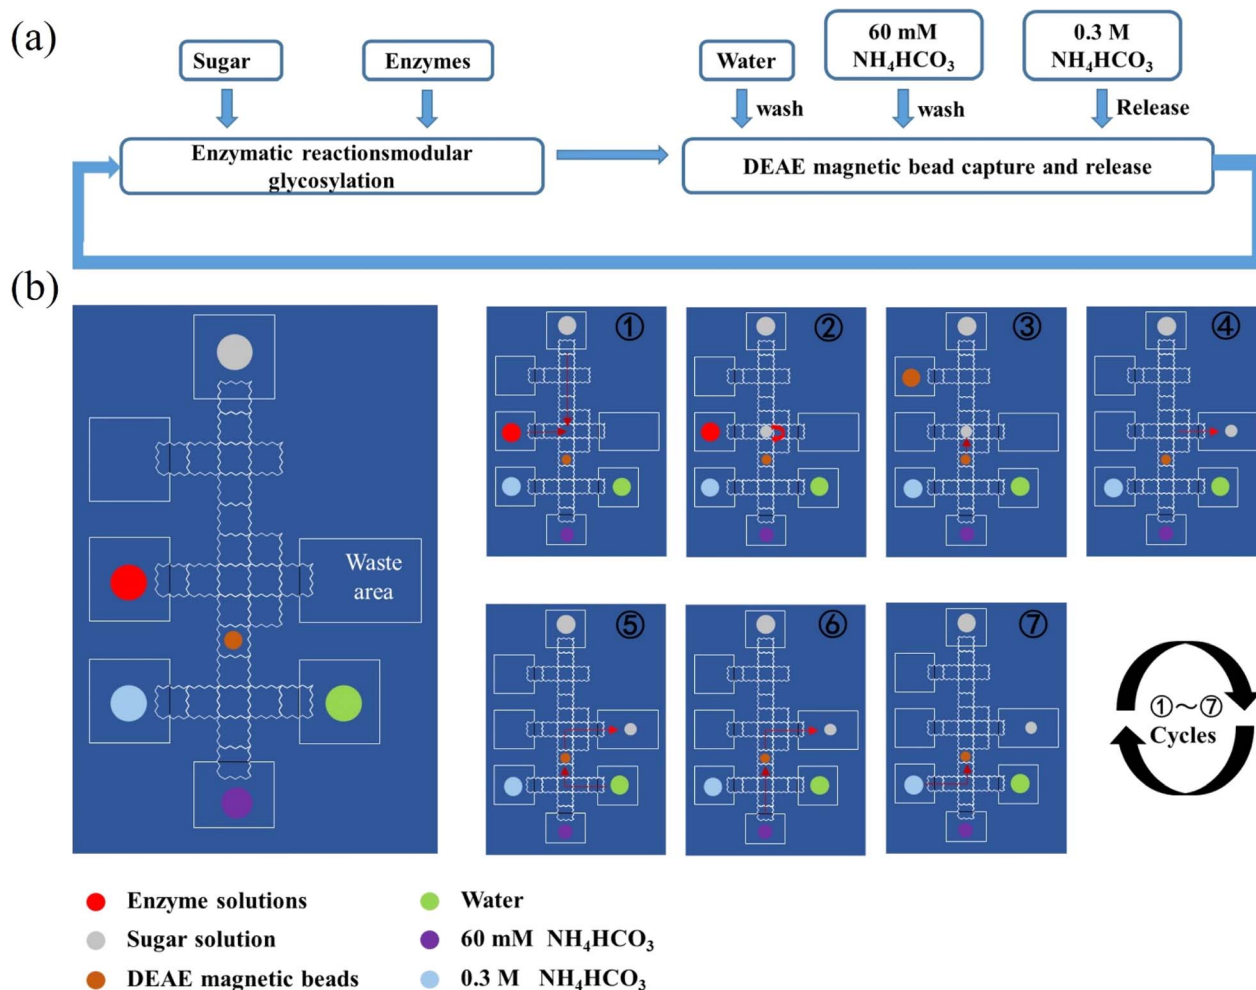 (a)
Sugar
Enzymes
Water
60 mM
NH₄HCO₃
0.3 M
NH₄HCO₃
wash
wash
Release
Enzymatic reactionsmodular
glycosylation
DEAE magnetic bead capture and release
(b)
Waste
area
①
②
③
④
⑤
⑥
⑦
①～⑦
Cycles
Enzyme solutions
Water
Sugar solution
60 mM NH₄HCO₃
DEAE magnetic beads
0.3 M NH₄HCO₃